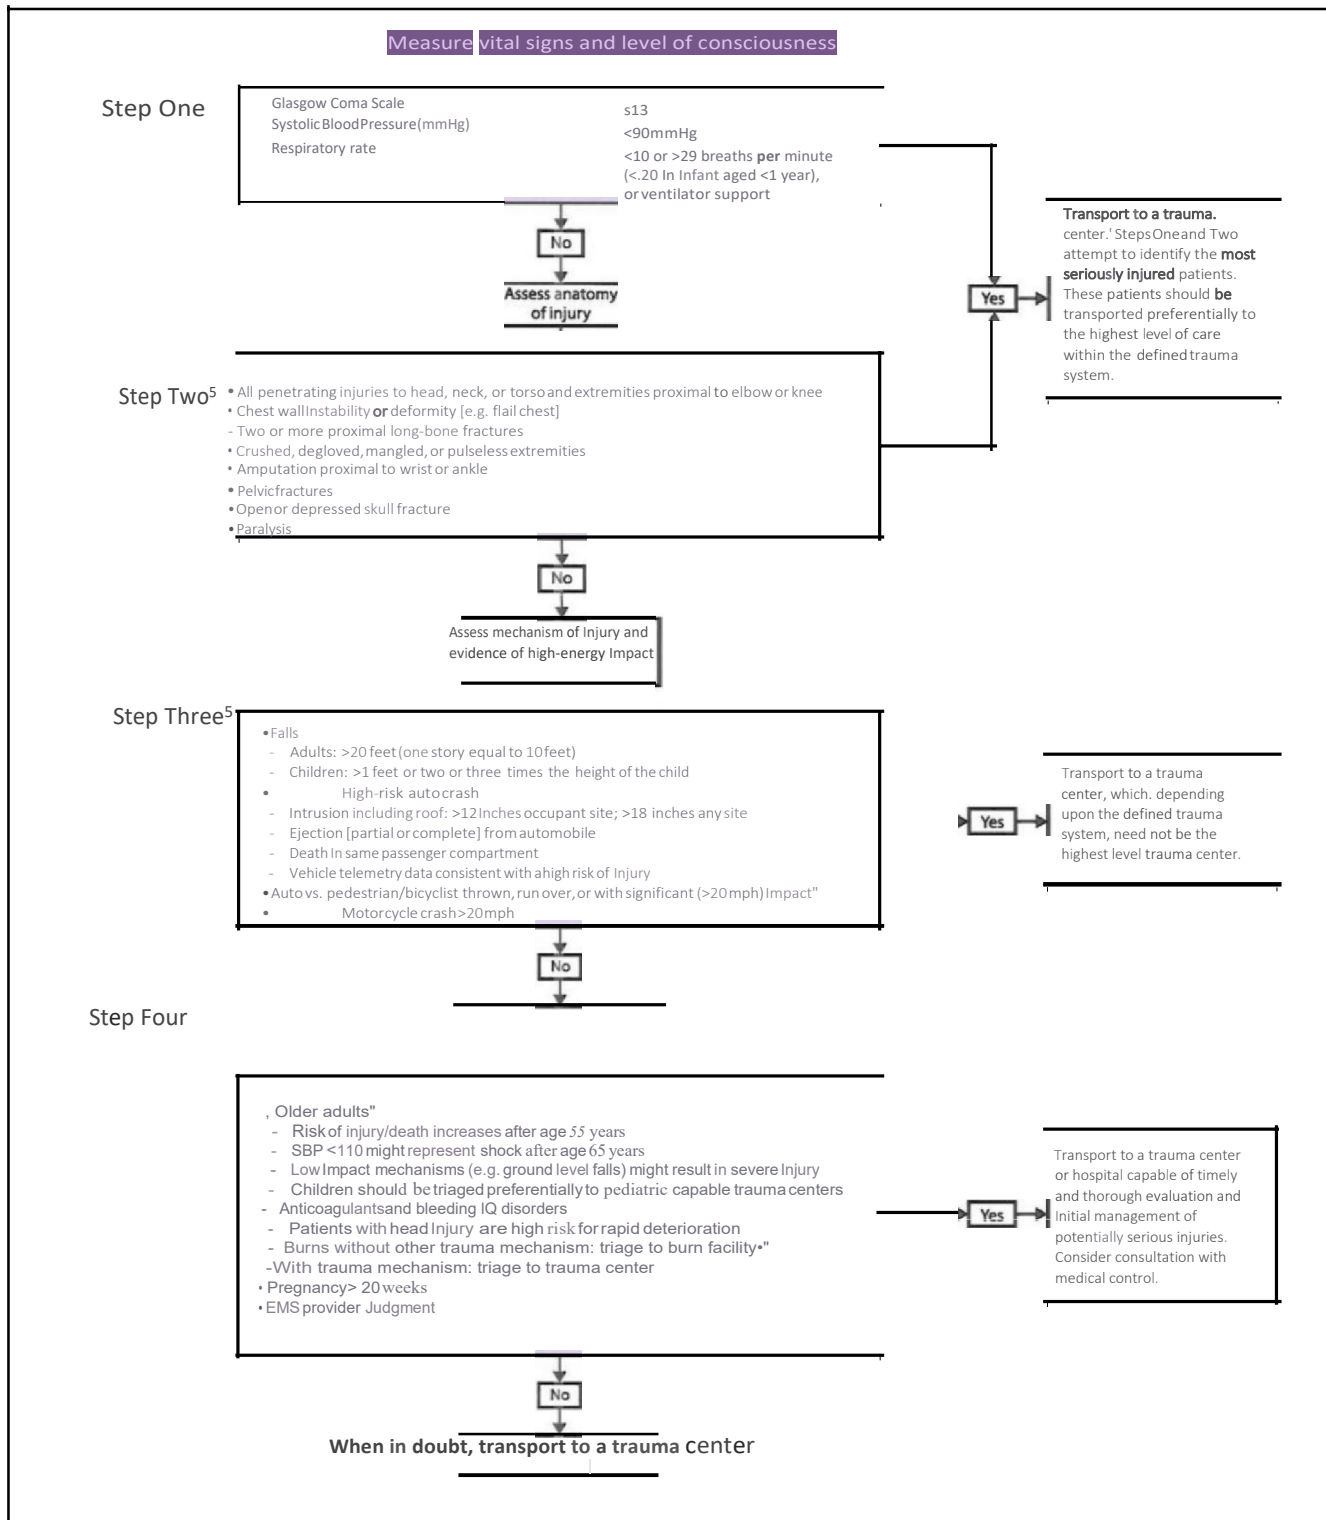 Measure vital signs and level of consciousness
Step One
Glasgow Coma Scale
Systolic Blood Pressure (mmHg)
Respiratory rate
s13
<90mmHg
<10 or >29 breaths per minute
(<.20 In Infant aged <1 year),
or ventilator support
No
Assess anatomy
of injury
Yes
Transport to a trauma.
center.' Steps One and Two
attempt to identify the most
seriously injured patients.
These patients should be
transported preferentially to
the highest level of care
within the defined trauma
system.
Step Two5
• All penetrating injuries to head, neck, or torso and extremities proximal to elbow or knee
• Chest wall Instability or deformity [e.g. flail chest]
- Two or more proximal long-bone fractures
• Crushed, degloved, mangled, or pulseless extremities
• Amputation proximal to wrist or ankle
• Pelvic fractures
• Open or depressed skull fracture
• Paralysis
No
Assess mechanism of Injury and
evidence of high-energy Impact
Step Three5
• Falls
- Adults: >20 feet (one story equal to 10 feet)
- Children: >1 feet or two or three times the height of the child
• High-risk auto crash
- Intrusion including roof: >12 Inches occupant site; >18 inches any site
- Ejection [partial or complete] from automobile
- Death In same passenger compartment
- Vehicle telemetry data consistent with a high risk of Injury
• Auto vs. pedestrian/bicyclist thrown, run over, or with significant (>20 mph) Impact"
• Motorcycle crash >20 mph
Yes
Transport to a trauma
center, which. depending
upon the defined trauma
system, need not be the
highest level trauma center.
No
Step Four
, Older adults"
- Risk of injury/death increases after age 55 years
- SBP <110 might represent shock after age 65 years
- Low Impact mechanisms (e.g. ground level falls) might result in severe Injury
- Children should be triaged preferentially to pediatric capable trauma centers
- Anticoagulants and bleeding IQ disorders
- Patients with head Injury are high risk for rapid deterioration
- Burns without other trauma mechanism: triage to burn facility•"
-With trauma mechanism: triage to trauma center
• Pregnancy> 20 weeks
• EMS provider Judgment
Yes
Transport to a trauma center
or hospital capable of timely
and thorough evaluation and
Initial management of
potentially serious injuries.
Consider consultation with
medical control.
No
When in doubt, transport to a trauma center